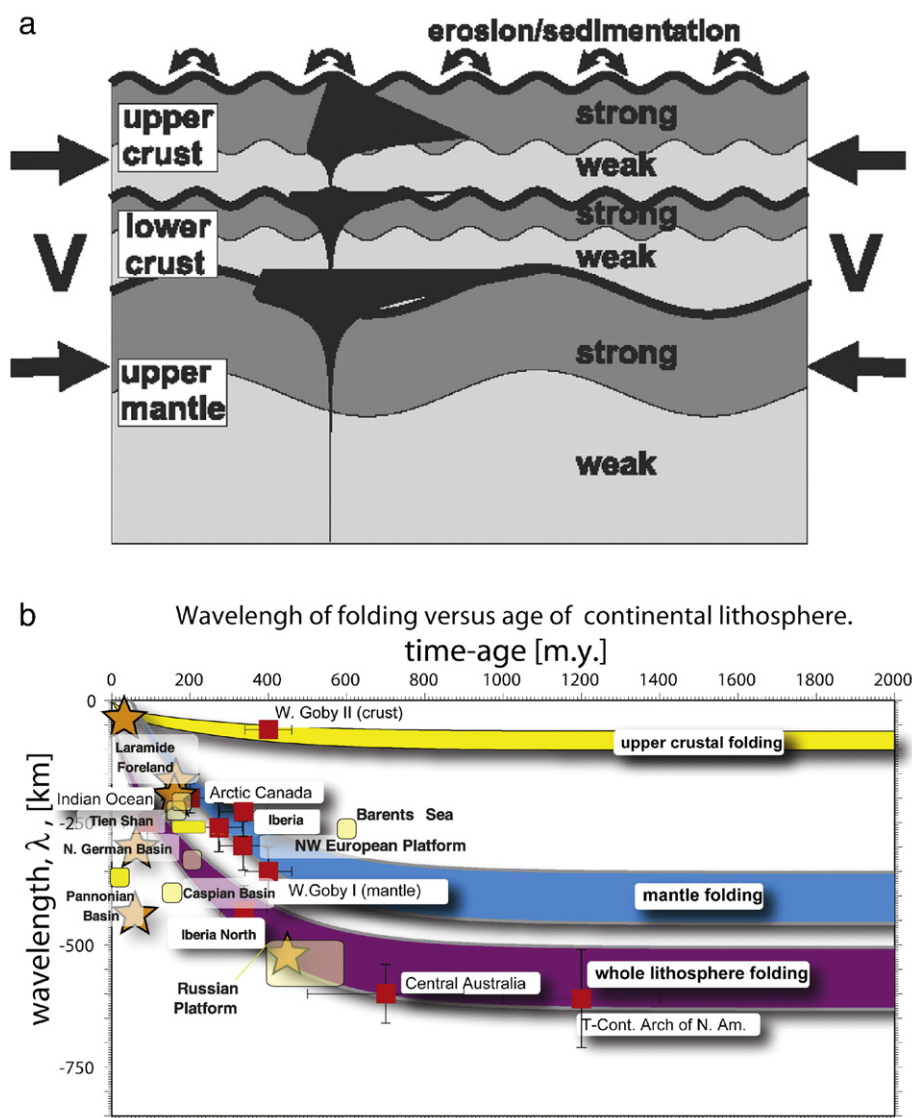 a
erosion/sedimentation
upper
crust
strong
weak
lower
crust
strong
weak
V
V
upper
mantle
strong
weak
b
Wavelengh of folding versus age of continental lithosphere.
time-age [m.y.]
0 200 400 600 800 1000 1200 1400 1600 1800 2000
0
-250
-500
-750
wavelength, λ, [km]
W. Goby II (crust)
upper crustal folding
Laramide
Foreland
Indian Ocean
Arctic Canada
Tien Shan
Iberia
Barents Sea
N. German Basin
NW European Platform
Pannonian
Basin
Caspian Basin
W.Goby I (mantle)
mantle folding
Iberia North
whole lithosphere folding
Russian
Platform
Central Australia
T-Cont. Arch of N. Am.